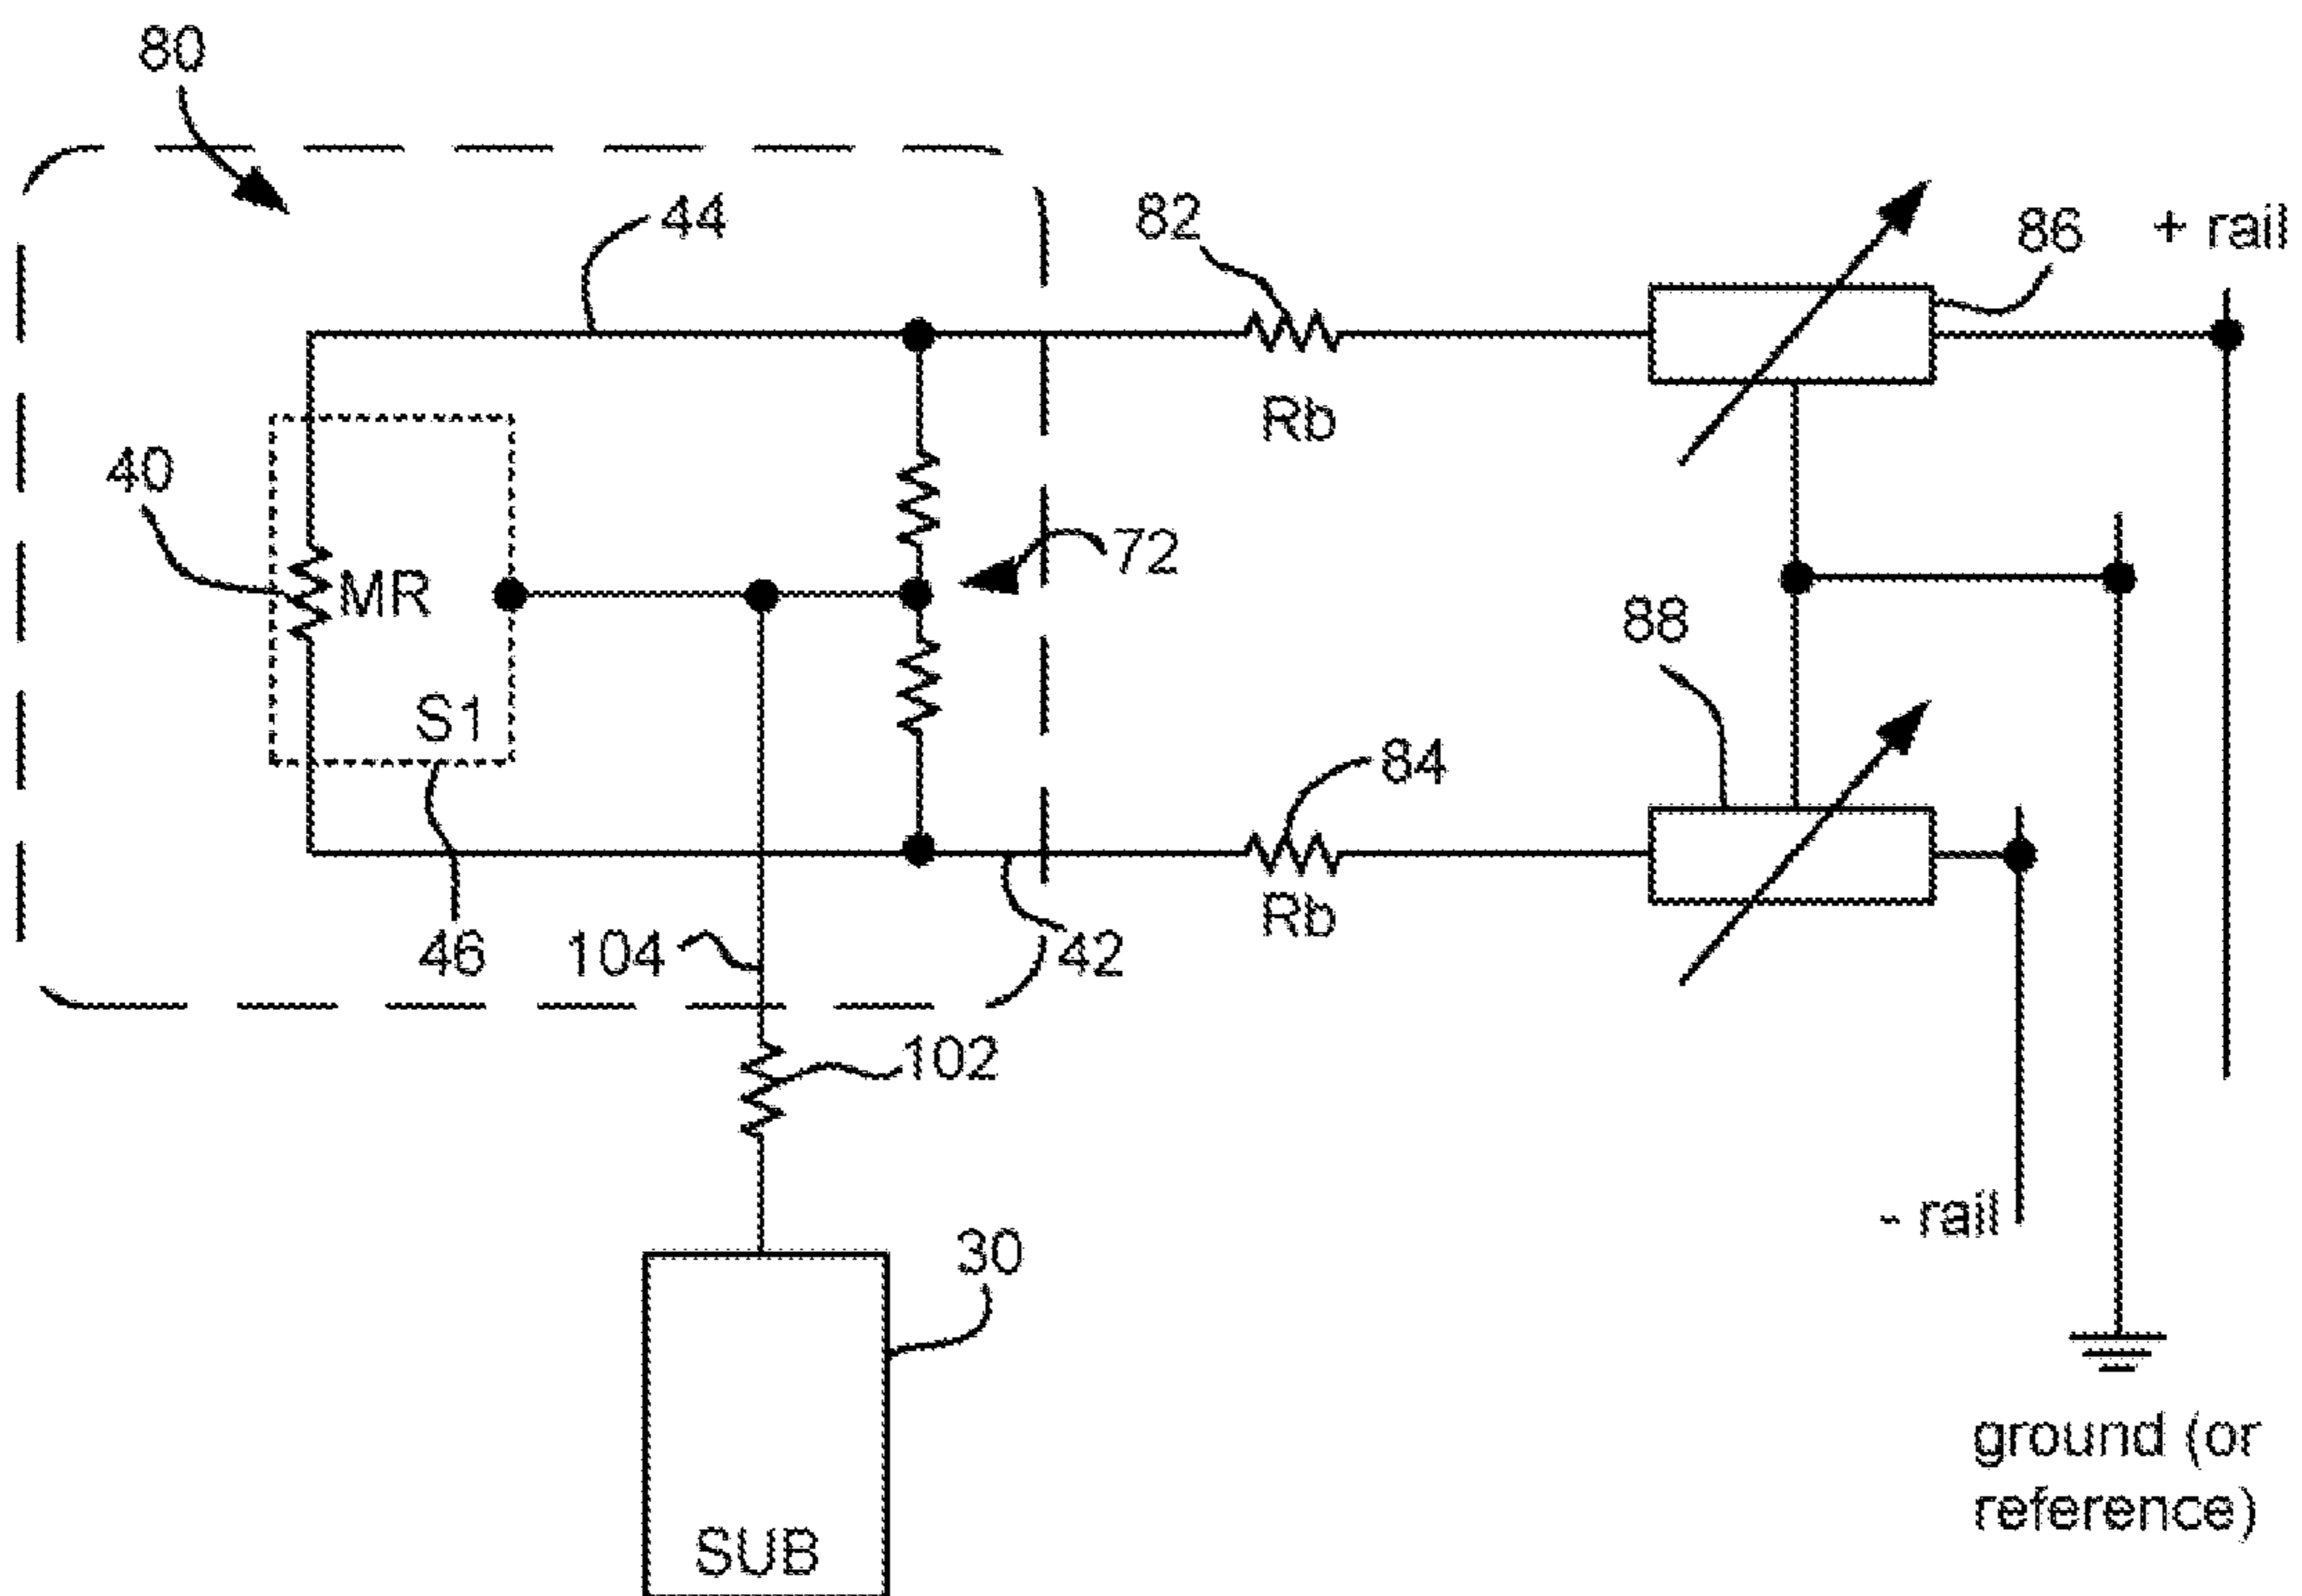 80
44
82
86
+ rail
Rb
40
MR
72
88
S1
84
46
104
42
Rb
102
- rail
30
ground (or
reference)
SUB